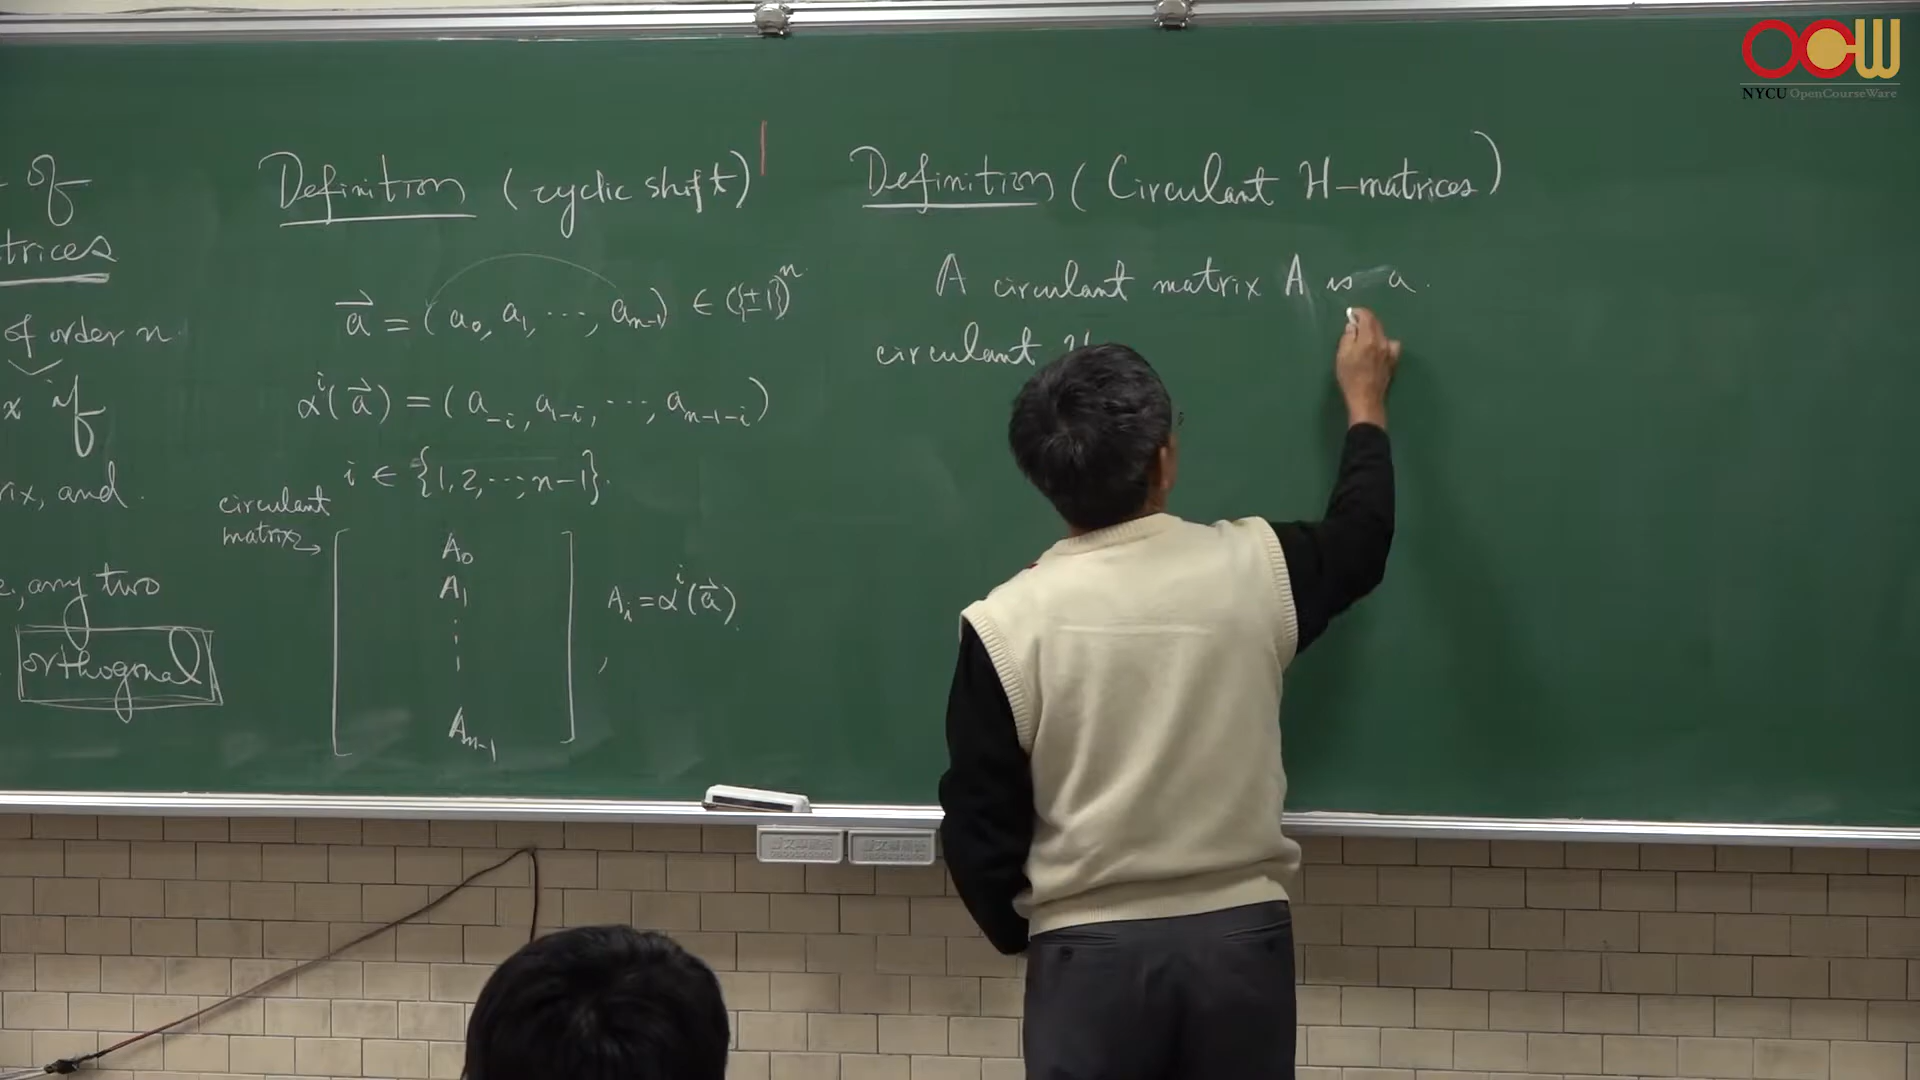 of
trices
of order n.
x if
rix, and.
e, any two
orthogonal
Definition (cyclic shift)
a⃗ = (a₀, a₁, ⋯, aₙ₋₁) ∈ ({±1})ⁿ
αⁱ(a⃗) = (a₋ᵢ, a₁₋ᵢ, ⋯, aₙ₋₁₋ᵢ)
i ∈ {1, 2, ⋯, n−1}.
circulant
matrix →
[ A₀
A₁
⋮
Aₙ₋₁ ] , Aᵢ = αⁱ(a⃗).
Definition (Circulant H-matrices)
A circulant matrix A is a
circulant H
OCW
NYCU OpenCourseWare